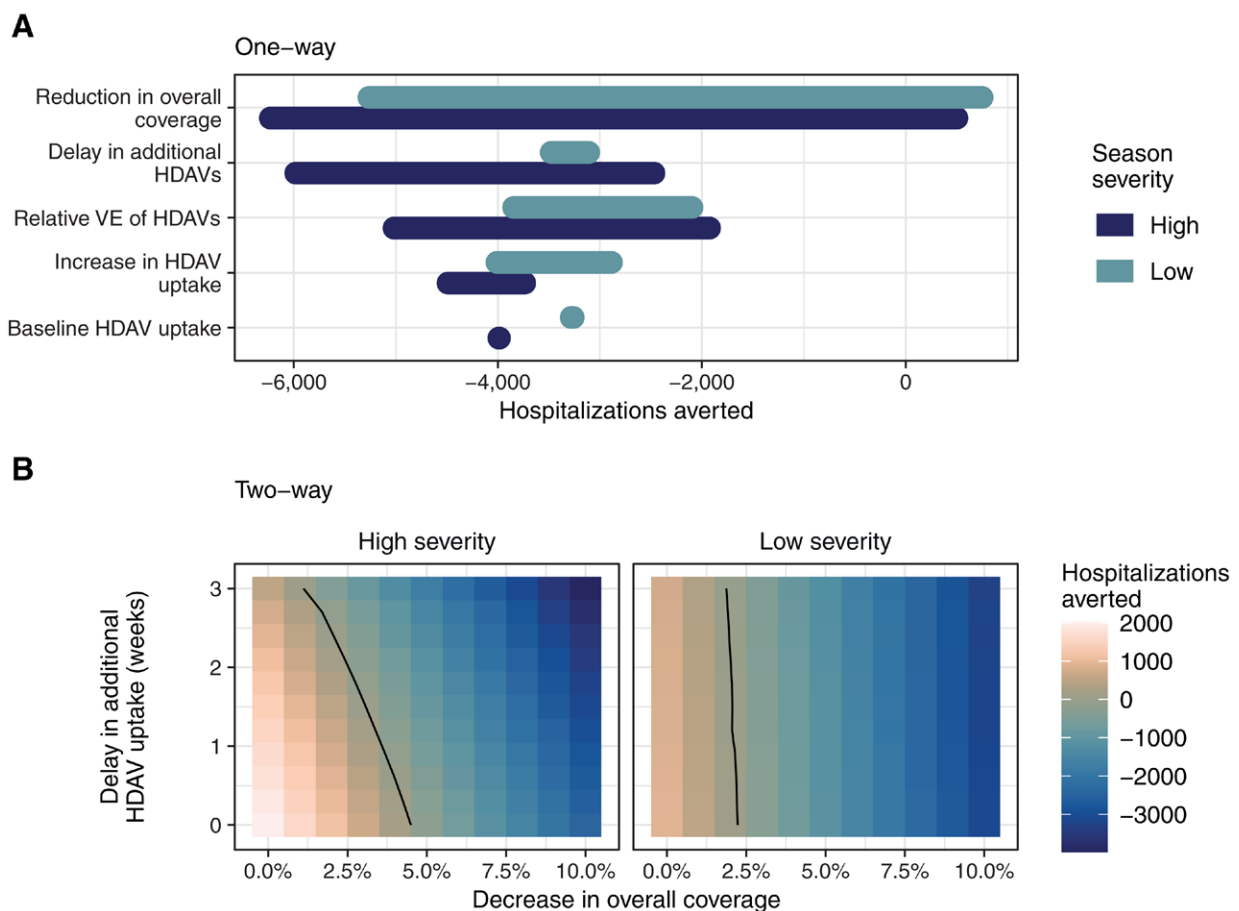 A
One−way
Reduction in overall
coverage
Delay in additional
HDAVs
Relative VE of HDAVs
Increase in HDAV
uptake
Baseline HDAV uptake
−6,000 −4,000 −2,000 0
Hospitalizations averted
Season
severity
High
Low
B
Two−way
High severity Low severity
Delay in additional
HDAV uptake (weeks)
3
2
1
0
0.0% 2.5% 5.0% 7.5% 10.0% 0.0% 2.5% 5.0% 7.5% 10.0%
Decrease in overall coverage
Hospitalizations
averted
2000
1000
0
−1000
−2000
−3000